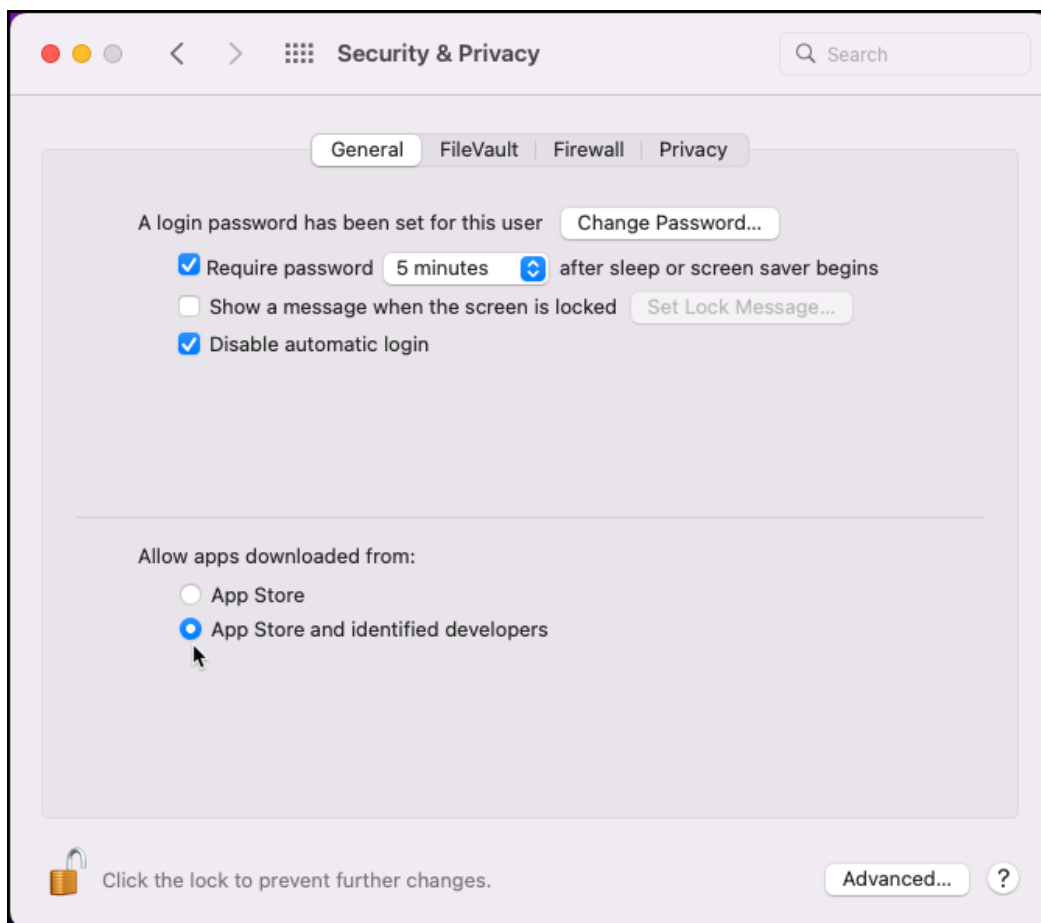 Security & Privacy
Search
General FileVault Firewall Privacy
A login password has been set for this user Change Password...
Require password 5 minutes after sleep or screen saver begins
Show a message when the screen is locked Set Lock Message...
Disable automatic login
Allow apps downloaded from:
App Store
App Store and identified developers
Click the lock to prevent further changes.
Advanced... ?